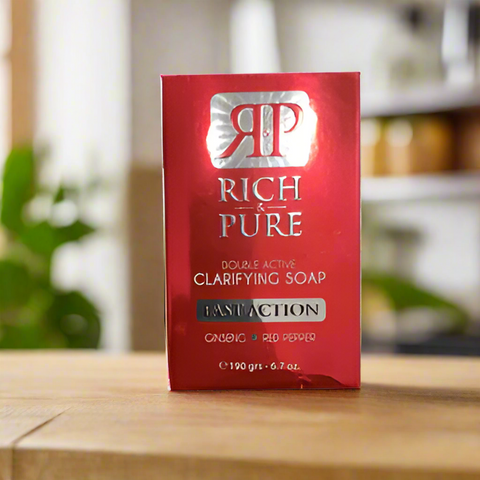 RP
RICH
&
PURE
DOUBLE ACTIVE
CLARIFYING SOAP
FAST ACTION
GINSENG • RED PEPPER
℮ 190 grs - 6.7 oz.